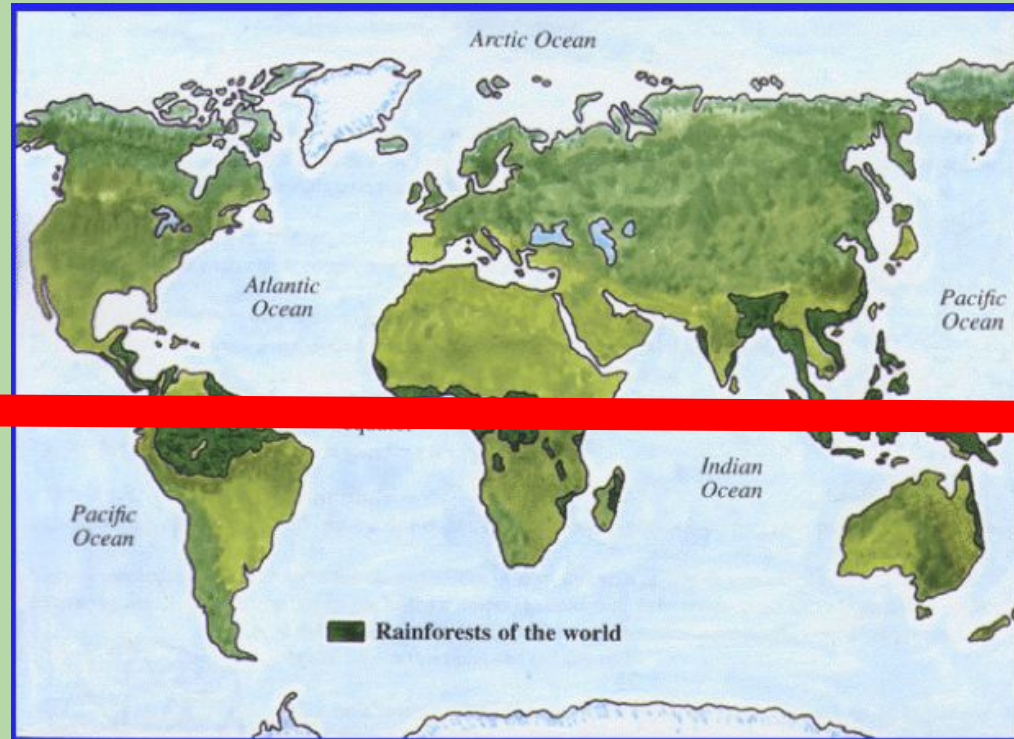 Arctic Ocean
Atlantic
Ocean
Pacific
Ocean
Indian
Ocean
Pacific
Ocean
Rainforests of the world